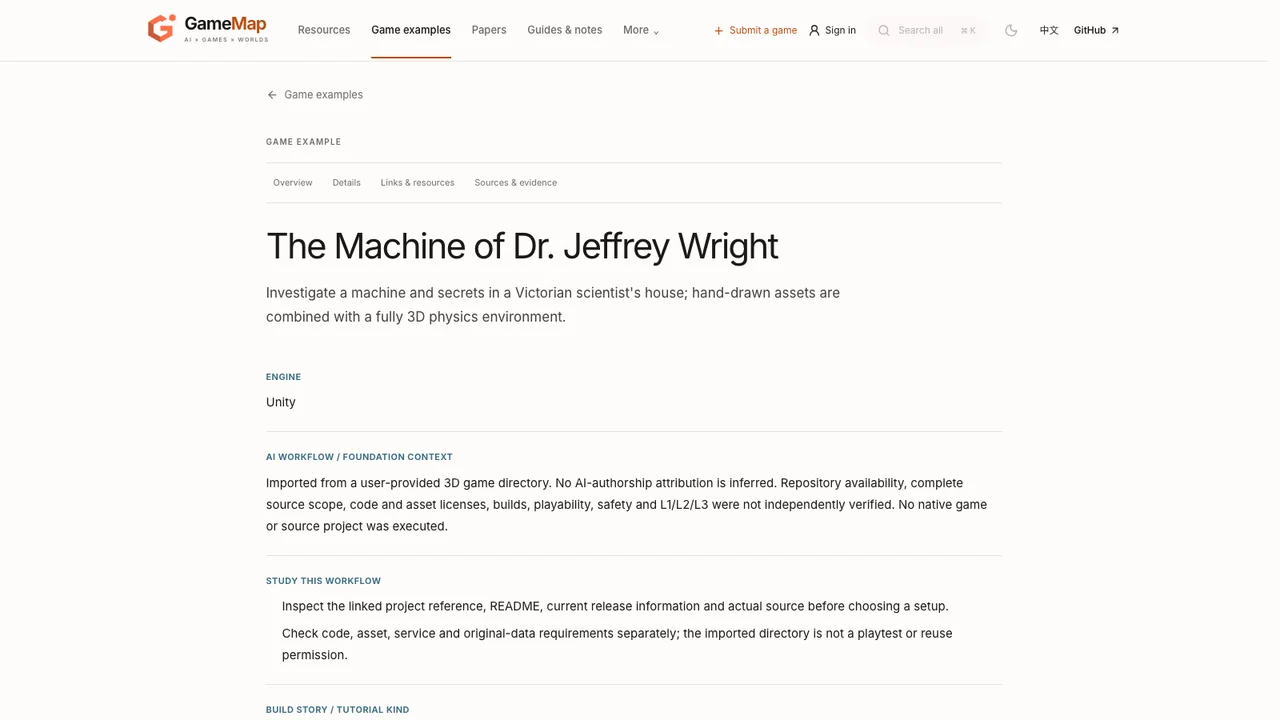 GameMap
AI × GAMES × WORLDS
Resources
Game examples
Papers
Guides & notes
More
Submit a game
Sign in
Search all
⌘ K
中文
GitHub
Game examples
GAME EXAMPLE
Overview
Details
Links & resources
Sources & evidence
The Machine of Dr. Jeffrey Wright
Investigate a machine and secrets in a Victorian scientist's house; hand-drawn assets are
combined with a fully 3D physics environment.
ENGINE
Unity
AI WORKFLOW / FOUNDATION CONTEXT
Imported from a user-provided 3D game directory. No AI-authorship attribution is inferred. Repository availability, complete
source scope, code and asset licenses, builds, playability, safety and L1/L2/L3 were not independently verified. No native game
or source project was executed.
STUDY THIS WORKFLOW
Inspect the linked project reference, README, current release information and actual source before choosing a setup.
Check code, asset, service and original-data requirements separately; the imported directory is not a playtest or reuse
permission.
BUILD STORY / TUTORIAL KIND